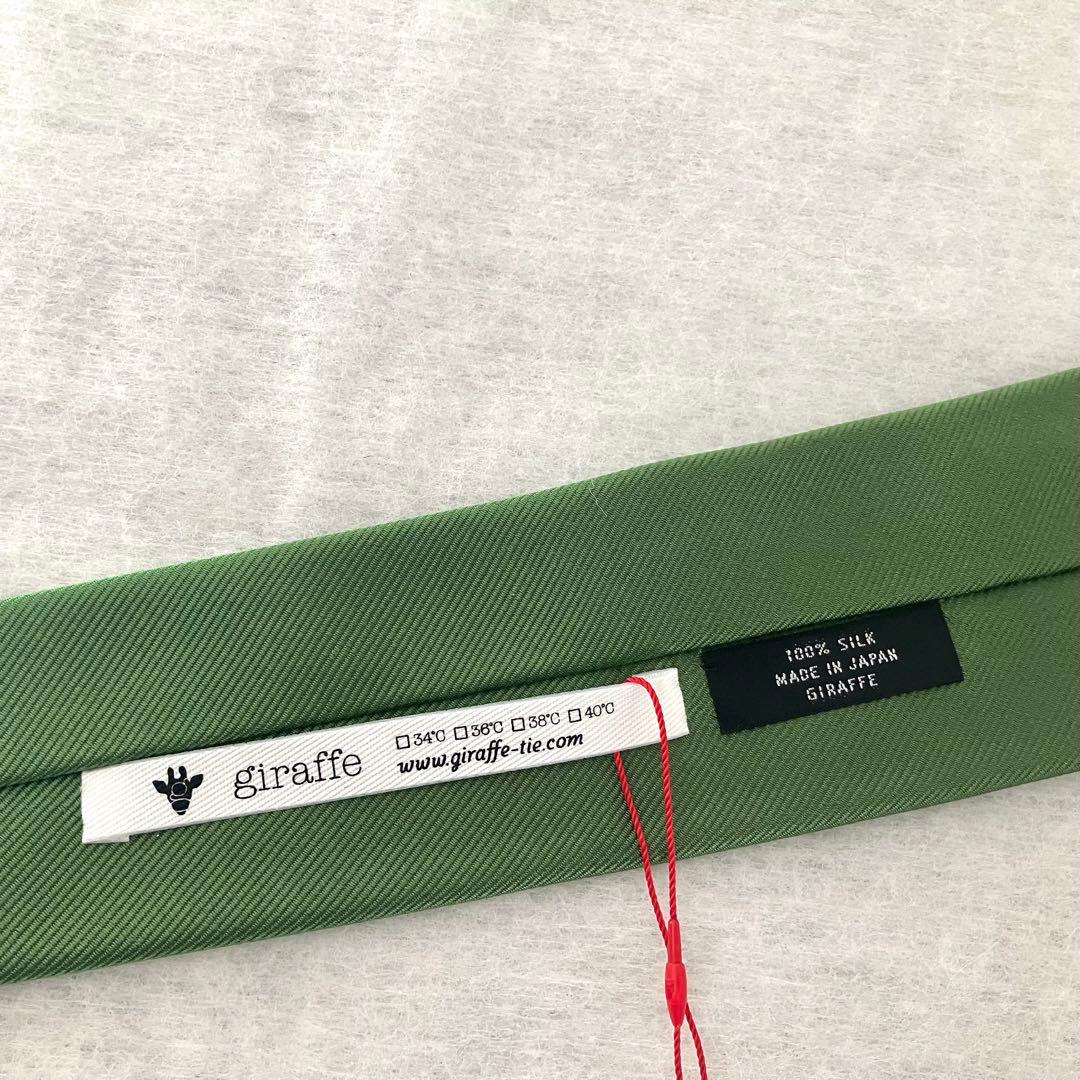 giraffe
☐34℃ ☐36℃ ☐38℃ ☐40℃
www.giraffe-tie.com
100% SILK
MADE IN JAPAN
GIRAFFE